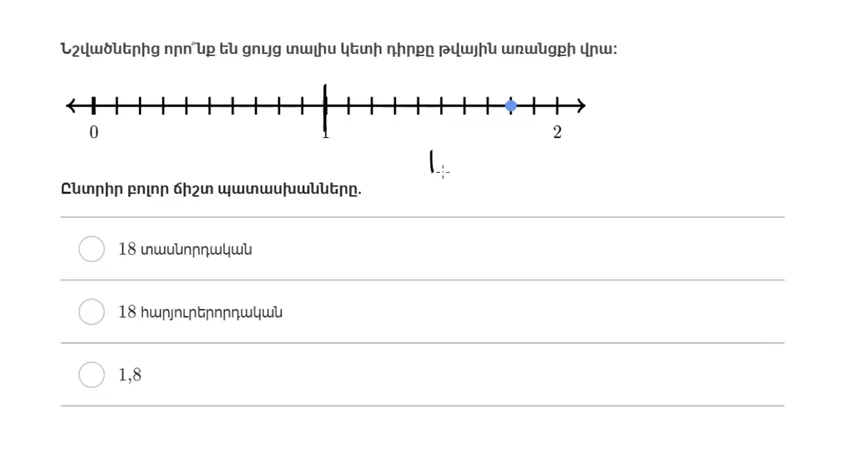 Նշվածներից որո՞նք են ցույց տալիս կետի դիրքը թվային առանցքի վրա:
0 1 2
Ընտրիր բոլոր ճիշտ պատասխանները.
18 տասնորդական
18 հարյուրերորդական
1,8